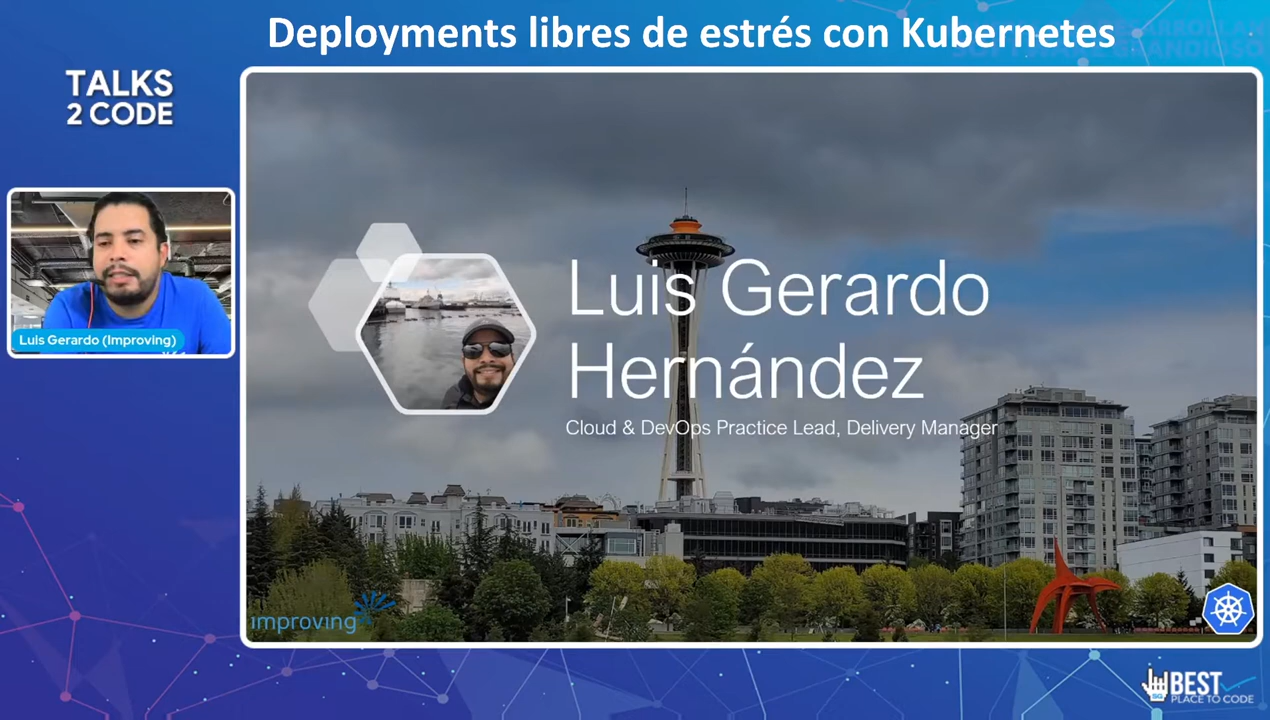 Deployments libres de estrés con Kubernetes
TALKS
2 CODE
Luis Gerardo (Improving)
Luis Gerardo
Hernández
Cloud & DevOps Practice Lead, Delivery Manager
improving
SG
BEST
PLACE TO CODE